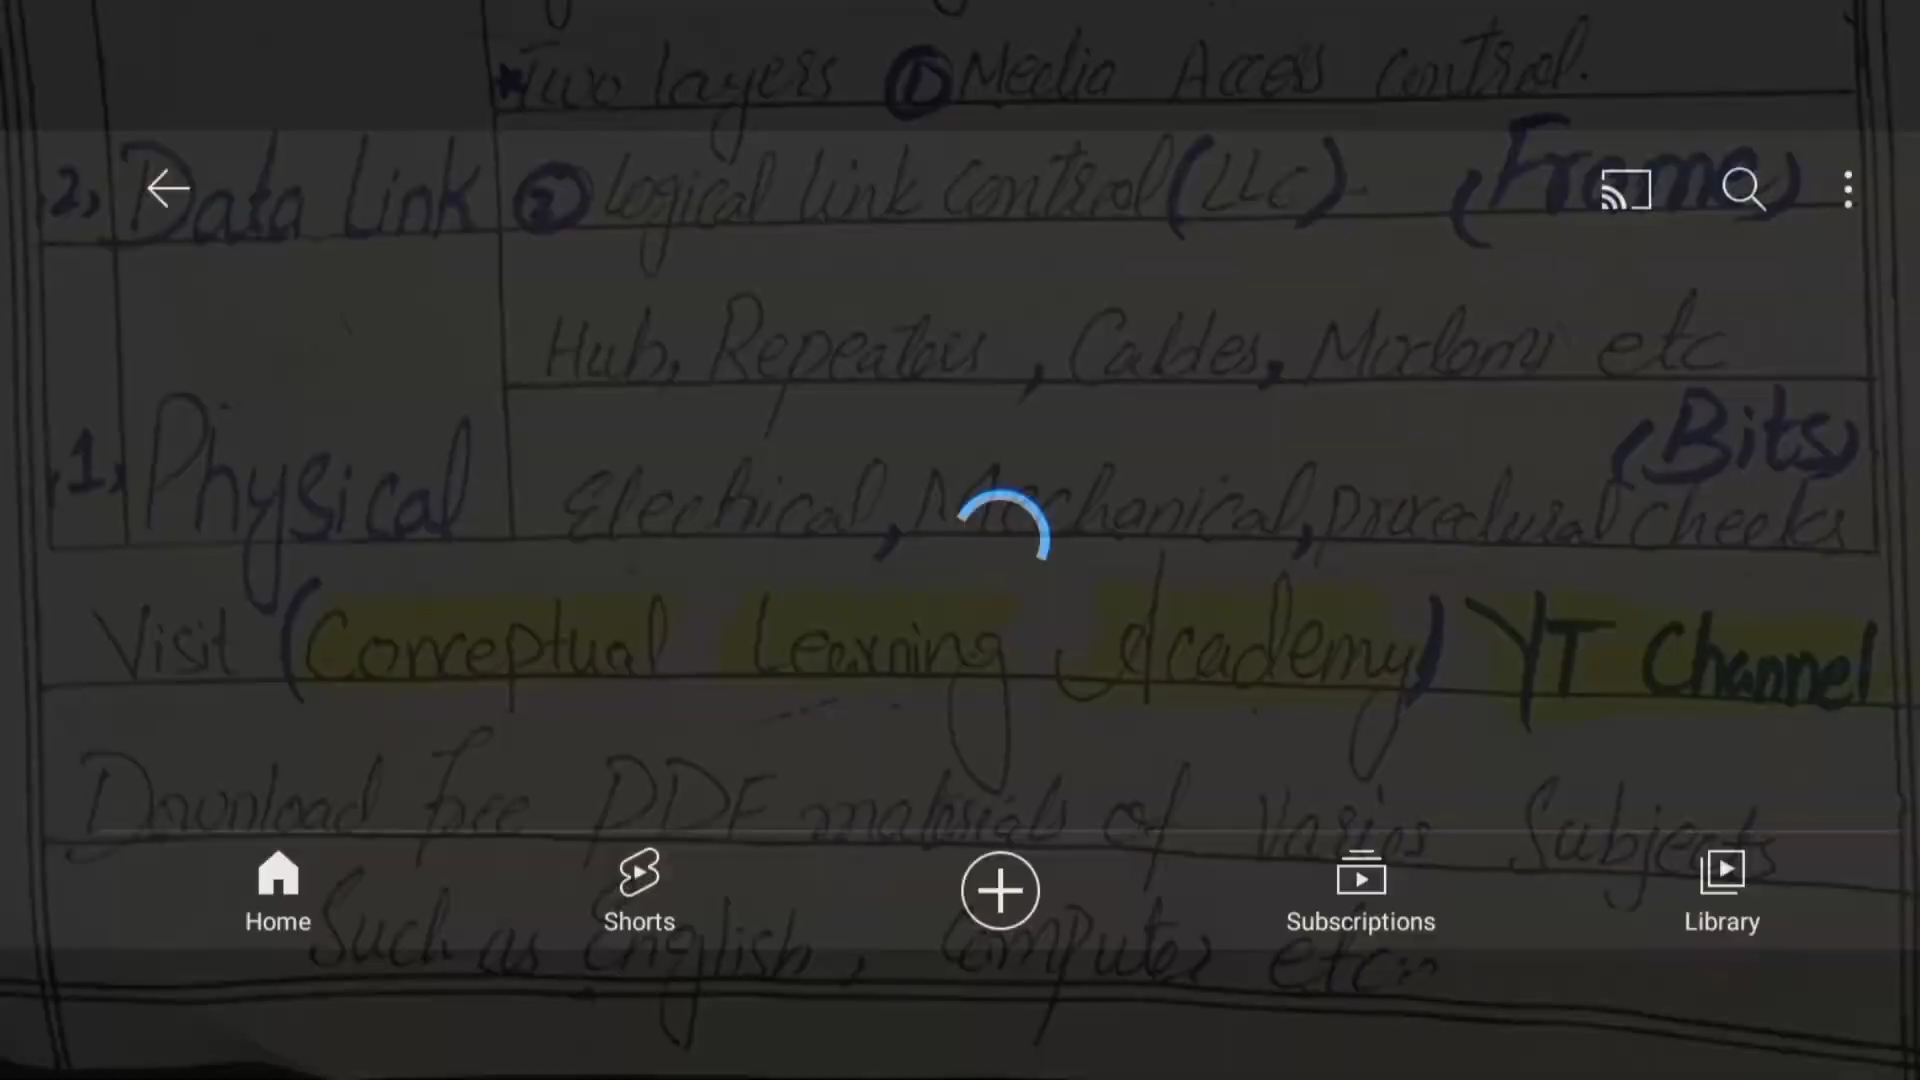 *Two layers ① Media Access Control.
2, Data Link ② logical link control (LLC) (Frame)
Hub, Repeaters, Cables, Modems etc
(Bits)
1, Physical Electrical, Mechanical, procedural cheeks
Visit (Conceptual Learning Academy) YT Channel
Download free PDF materials of Varios Subjects
Home Shorts Subscriptions Library
Such as English, Computer etc..